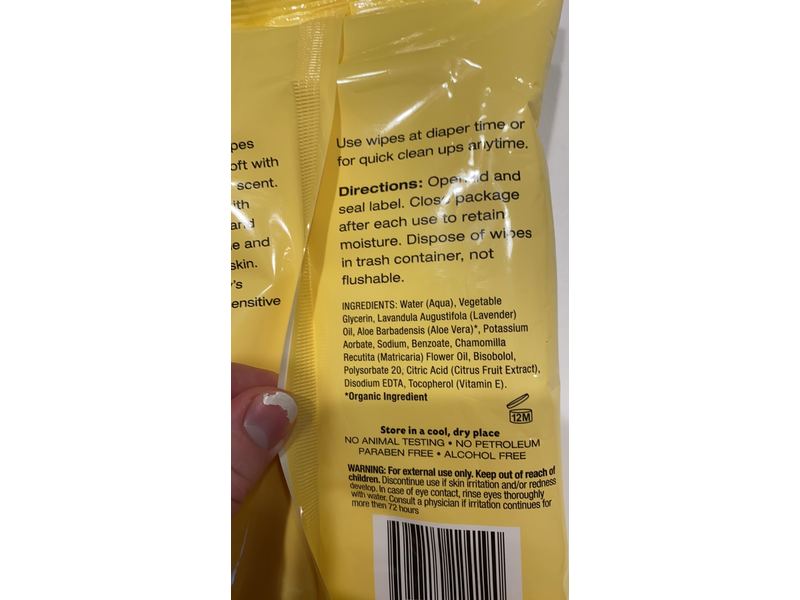 pes
oft with
scent.
ith
and
e and
skin.
y's
ensitive
Use wipes at diaper time or
for quick clean ups anytime.
Directions: Open lid and
seal label. Close package
after each use to retain
moisture. Dispose of wipes
in trash container, not
flushable.
INGREDIENTS: Water (Aqua), Vegetable
Glycerin, Lavandula Augustifola (Lavender)
Oil, Aloe Barbadensis (Aloe Vera)*, Potassium
Aorbate, Sodium, Benzoate, Chamomilla
Recutita (Matricaria) Flower Oil, Bisobolol,
Polysorbate 20, Citric Acid (Citrus Fruit Extract),
Disodium EDTA, Tocopherol (Vitamin E).
*Organic Ingredient
12M
Store in a cool, dry place
NO ANIMAL TESTING • NO PETROLEUM
PARABEN FREE • ALCOHOL FREE
WARNING: For external use only. Keep out of reach of
children. Discontinue use if skin irritation and/or redness
develop. In case of eye contact, rinse eyes thoroughly
with water. Consult a physician if irritation continues for
more then 72 hours